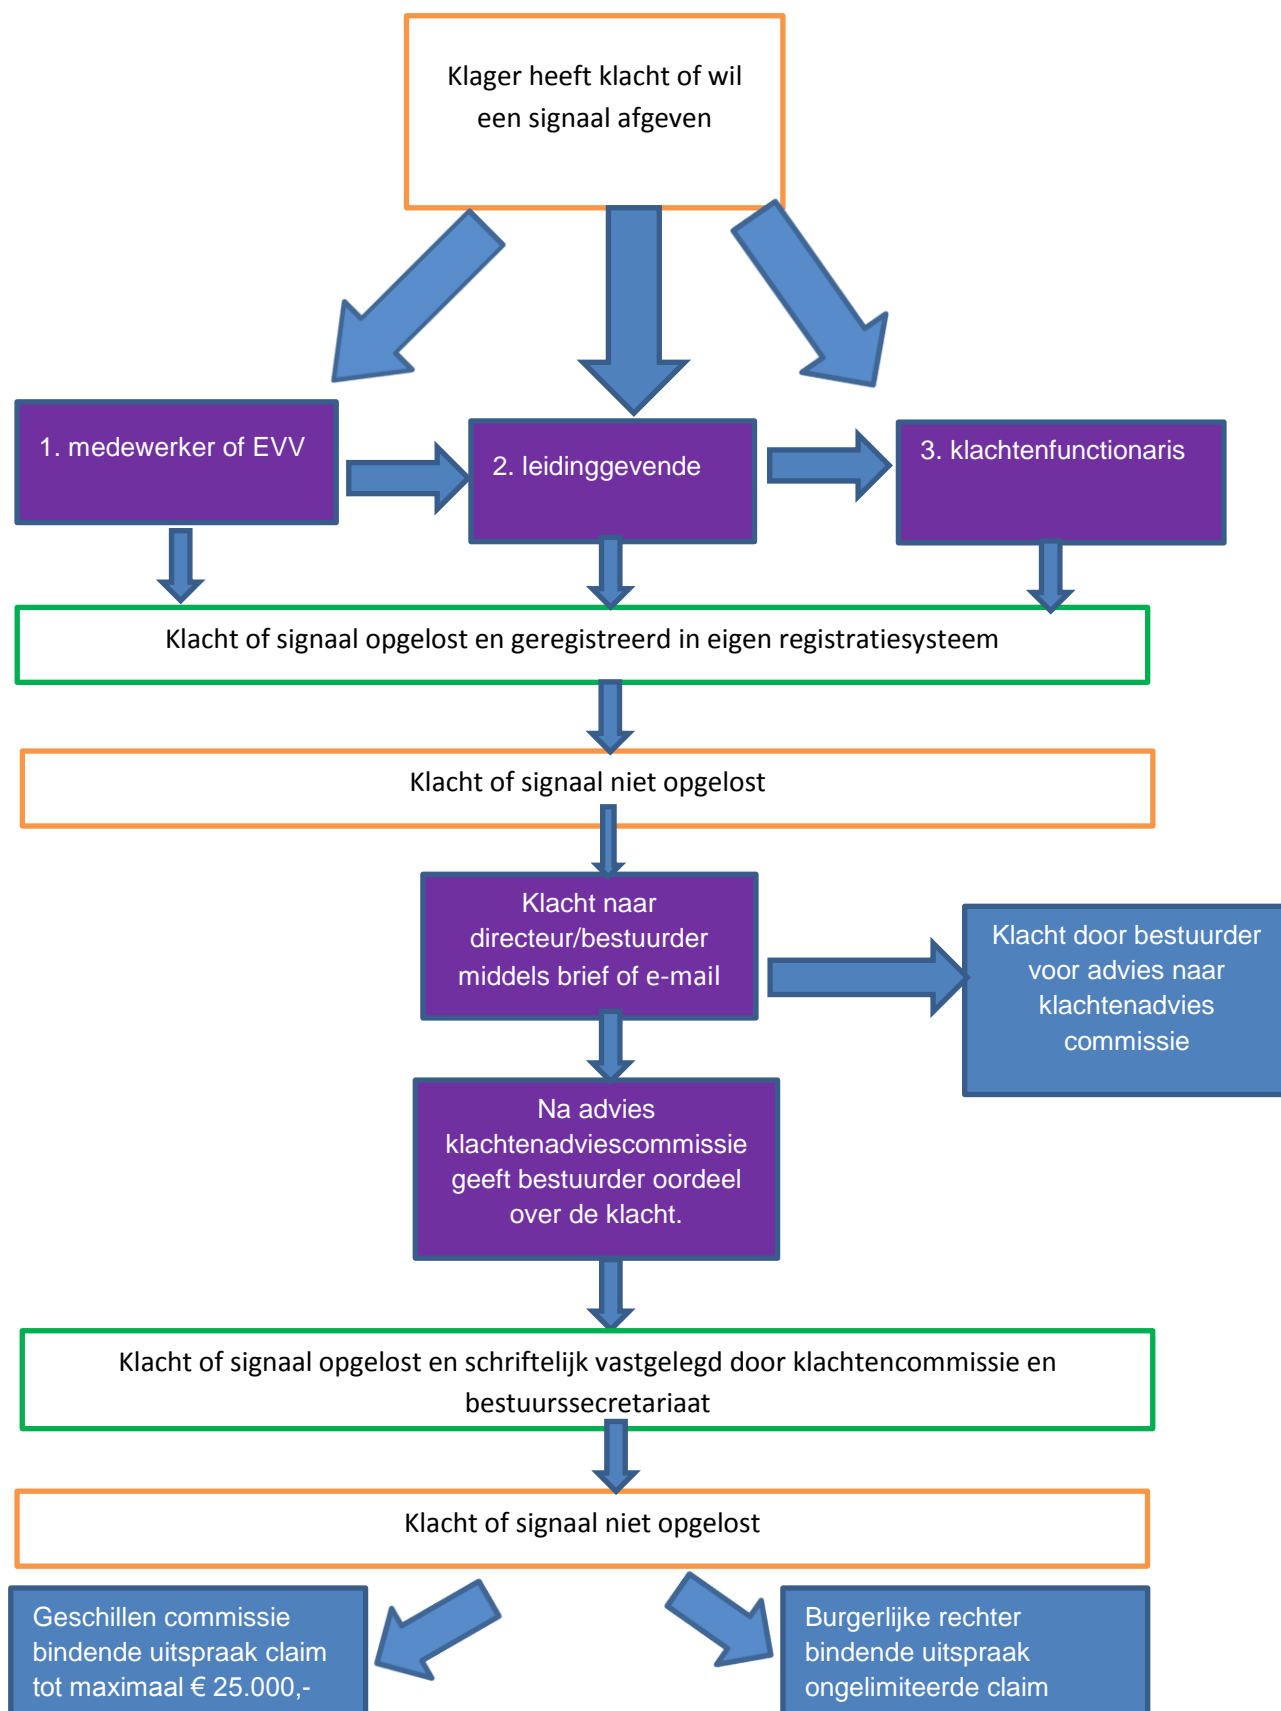 Klager heeft klacht of wil
een signaal afgeven
1. medewerker of EVV
2. leidinggevende
3. klachtenfunctionaris
Klacht of signaal opgelost en geregistreerd in eigen registratiesysteem
Klacht of signaal niet opgelost
Klacht naar
directeur/bestuurder
middels brief of e-mail
Klacht door bestuurder
voor advies naar
klachtenadvies
commissie
Na advies
klachtenadviescommissie
geeft bestuurder oordeel
over de klacht.
Klacht of signaal opgelost en schriftelijk vastgelegd door klachtencommissie en
bestuurssecretariaat
Klacht of signaal niet opgelost
Geschillen commissie
bindende uitspraak claim
tot maximaal € 25.000,-
Burgerlijke rechter
bindende uitspraak
ongelimiteerde claim